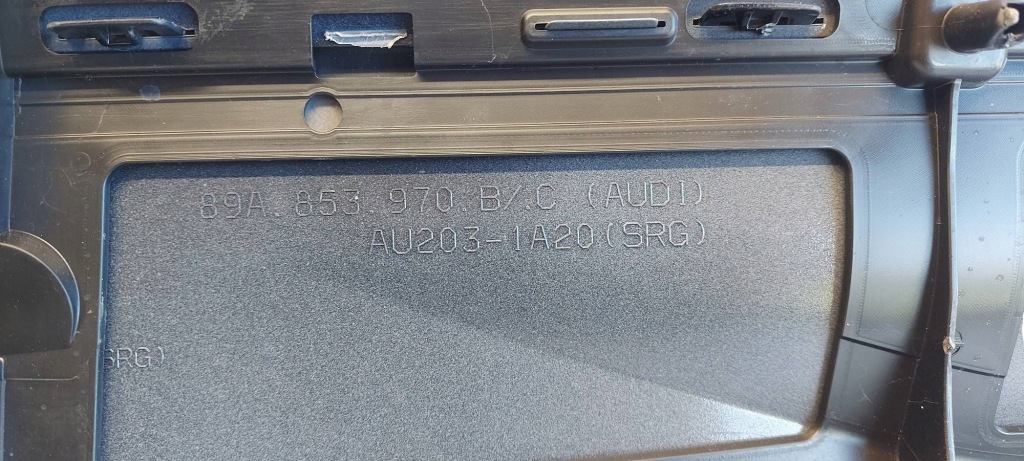 89A.853.970.B/.C (AUDI)
AU203-1A20(SRG)
SRG)